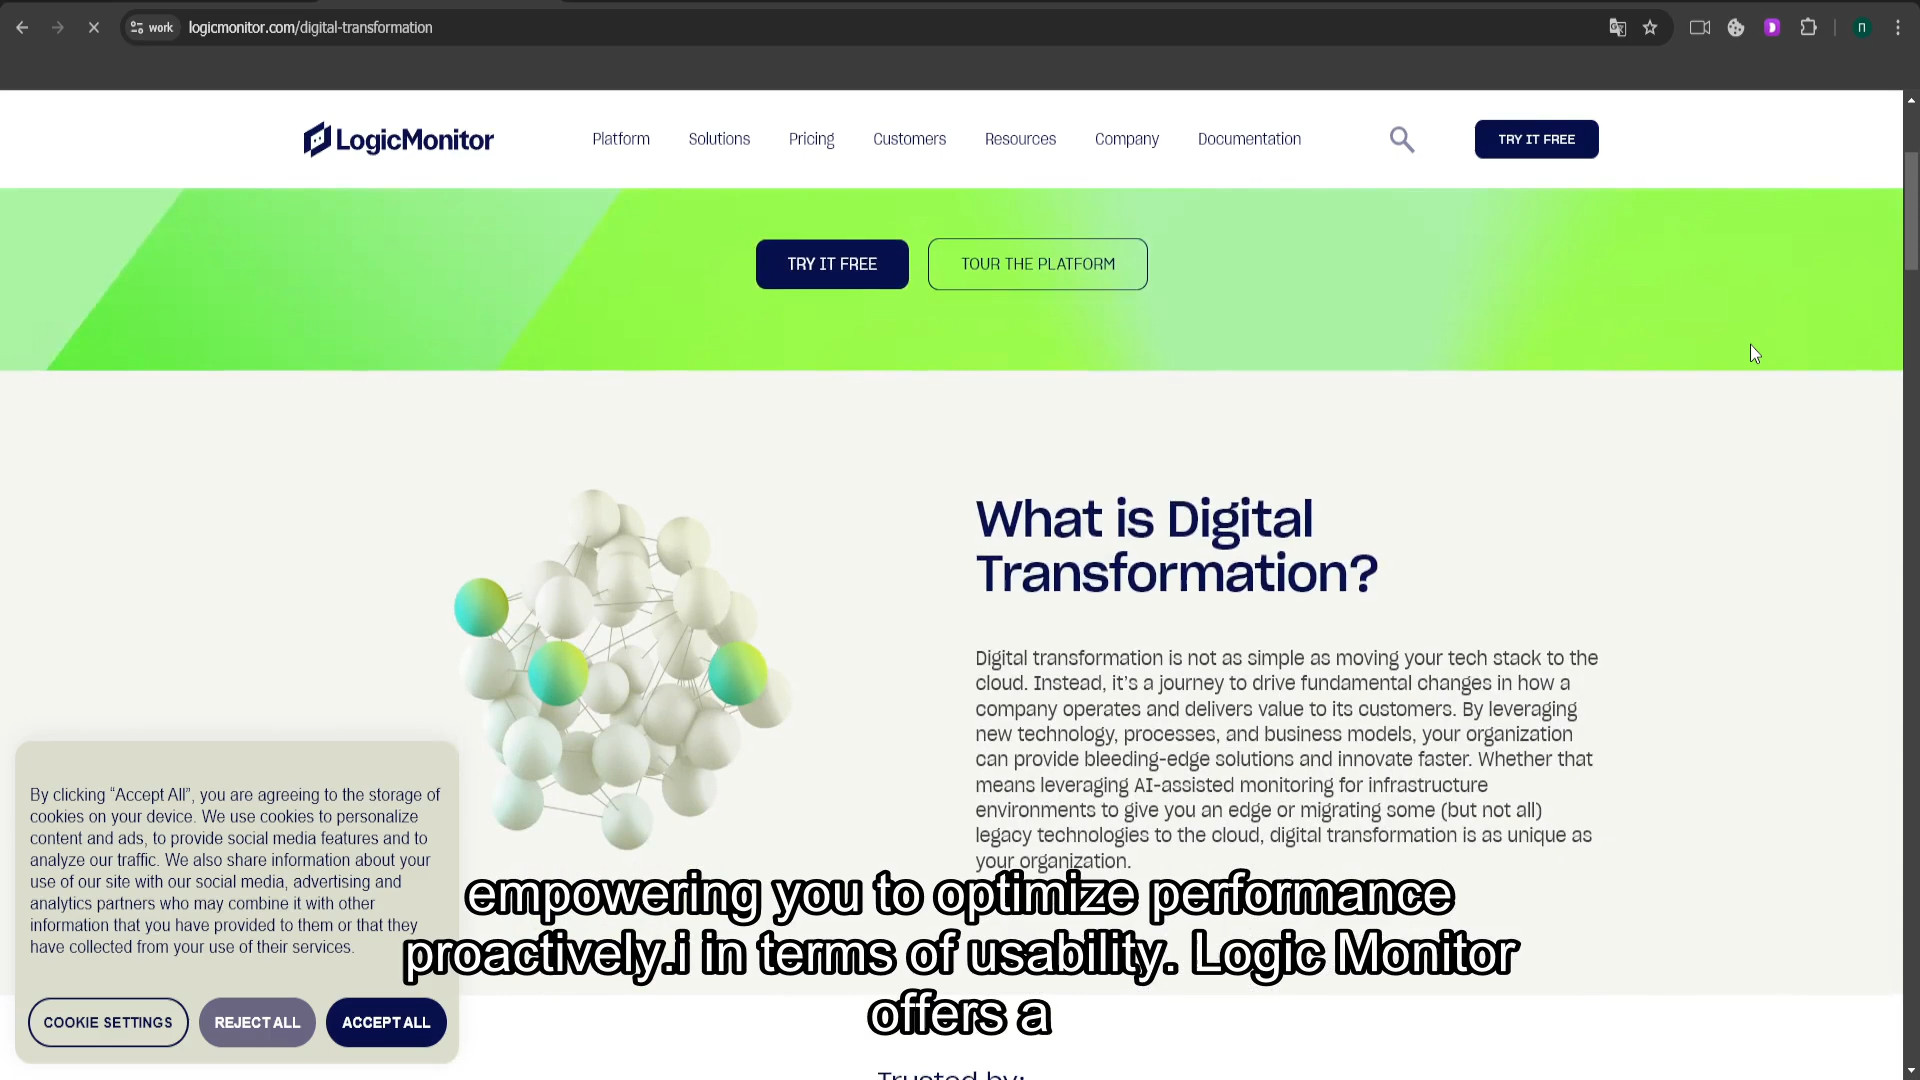 work logicmonitor.com/digital-transformation п
LogicMonitor Platform Solutions Pricing Customers Resources Company Documentation TRY IT FREE
TRY IT FREE TOUR THE PLATFORM
What is Digital
Transformation?
Digital transformation is not as simple as moving your tech stack to the
cloud. Instead, it’s a journey to drive fundamental changes in how a
company operates and delivers value to its customers. By leveraging
new technology, processes, and business models, your organization
can provide bleeding-edge solutions and innovate faster. Whether that
means leveraging AI-assisted monitoring for infrastructure
environments to give you an edge or migrating some (but not all)
legacy technologies to the cloud, digital transformation is as unique as
your organization.
By clicking “Accept All”, you are agreeing to the storage of
cookies on your device. We use cookies to personalize
content and ads, to provide social media features and to
analyze our traffic. We also share information about your
use of our site with our social media, advertising and
analytics partners who may combine it with other
information that you have provided to them or that they
have collected from your use of their services.
COOKIE SETTINGS REJECT ALL ACCEPT ALL
empowering you to optimize performance
proactively.i in terms of usability. Logic Monitor
offers a
Trusted by: